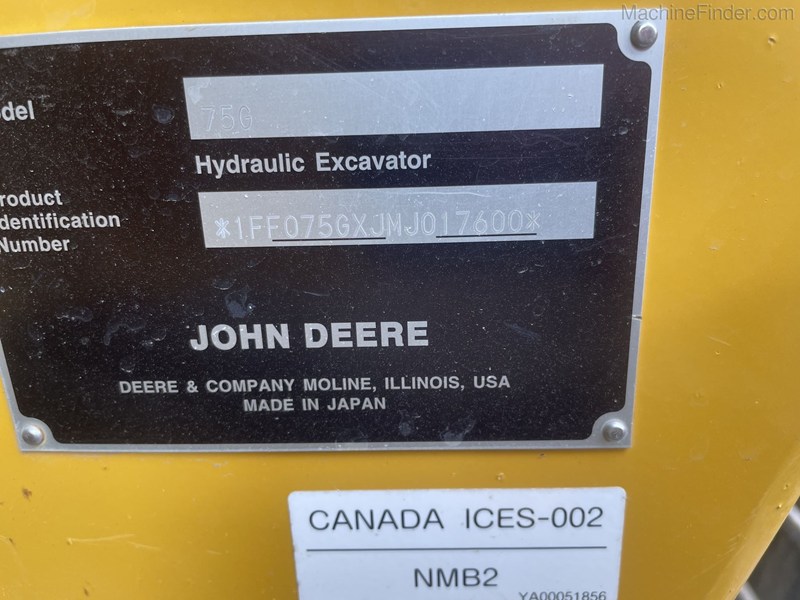 MachineFinder.com
odel
75G
Hydraulic Excavator
roduct
dentification
Number
*1FF075GXJMJ017600*
JOHN DEERE
DEERE & COMPANY MOLINE, ILLINOIS, USA
MADE IN JAPAN
CANADA ICES-002
NMB2
YA00051856